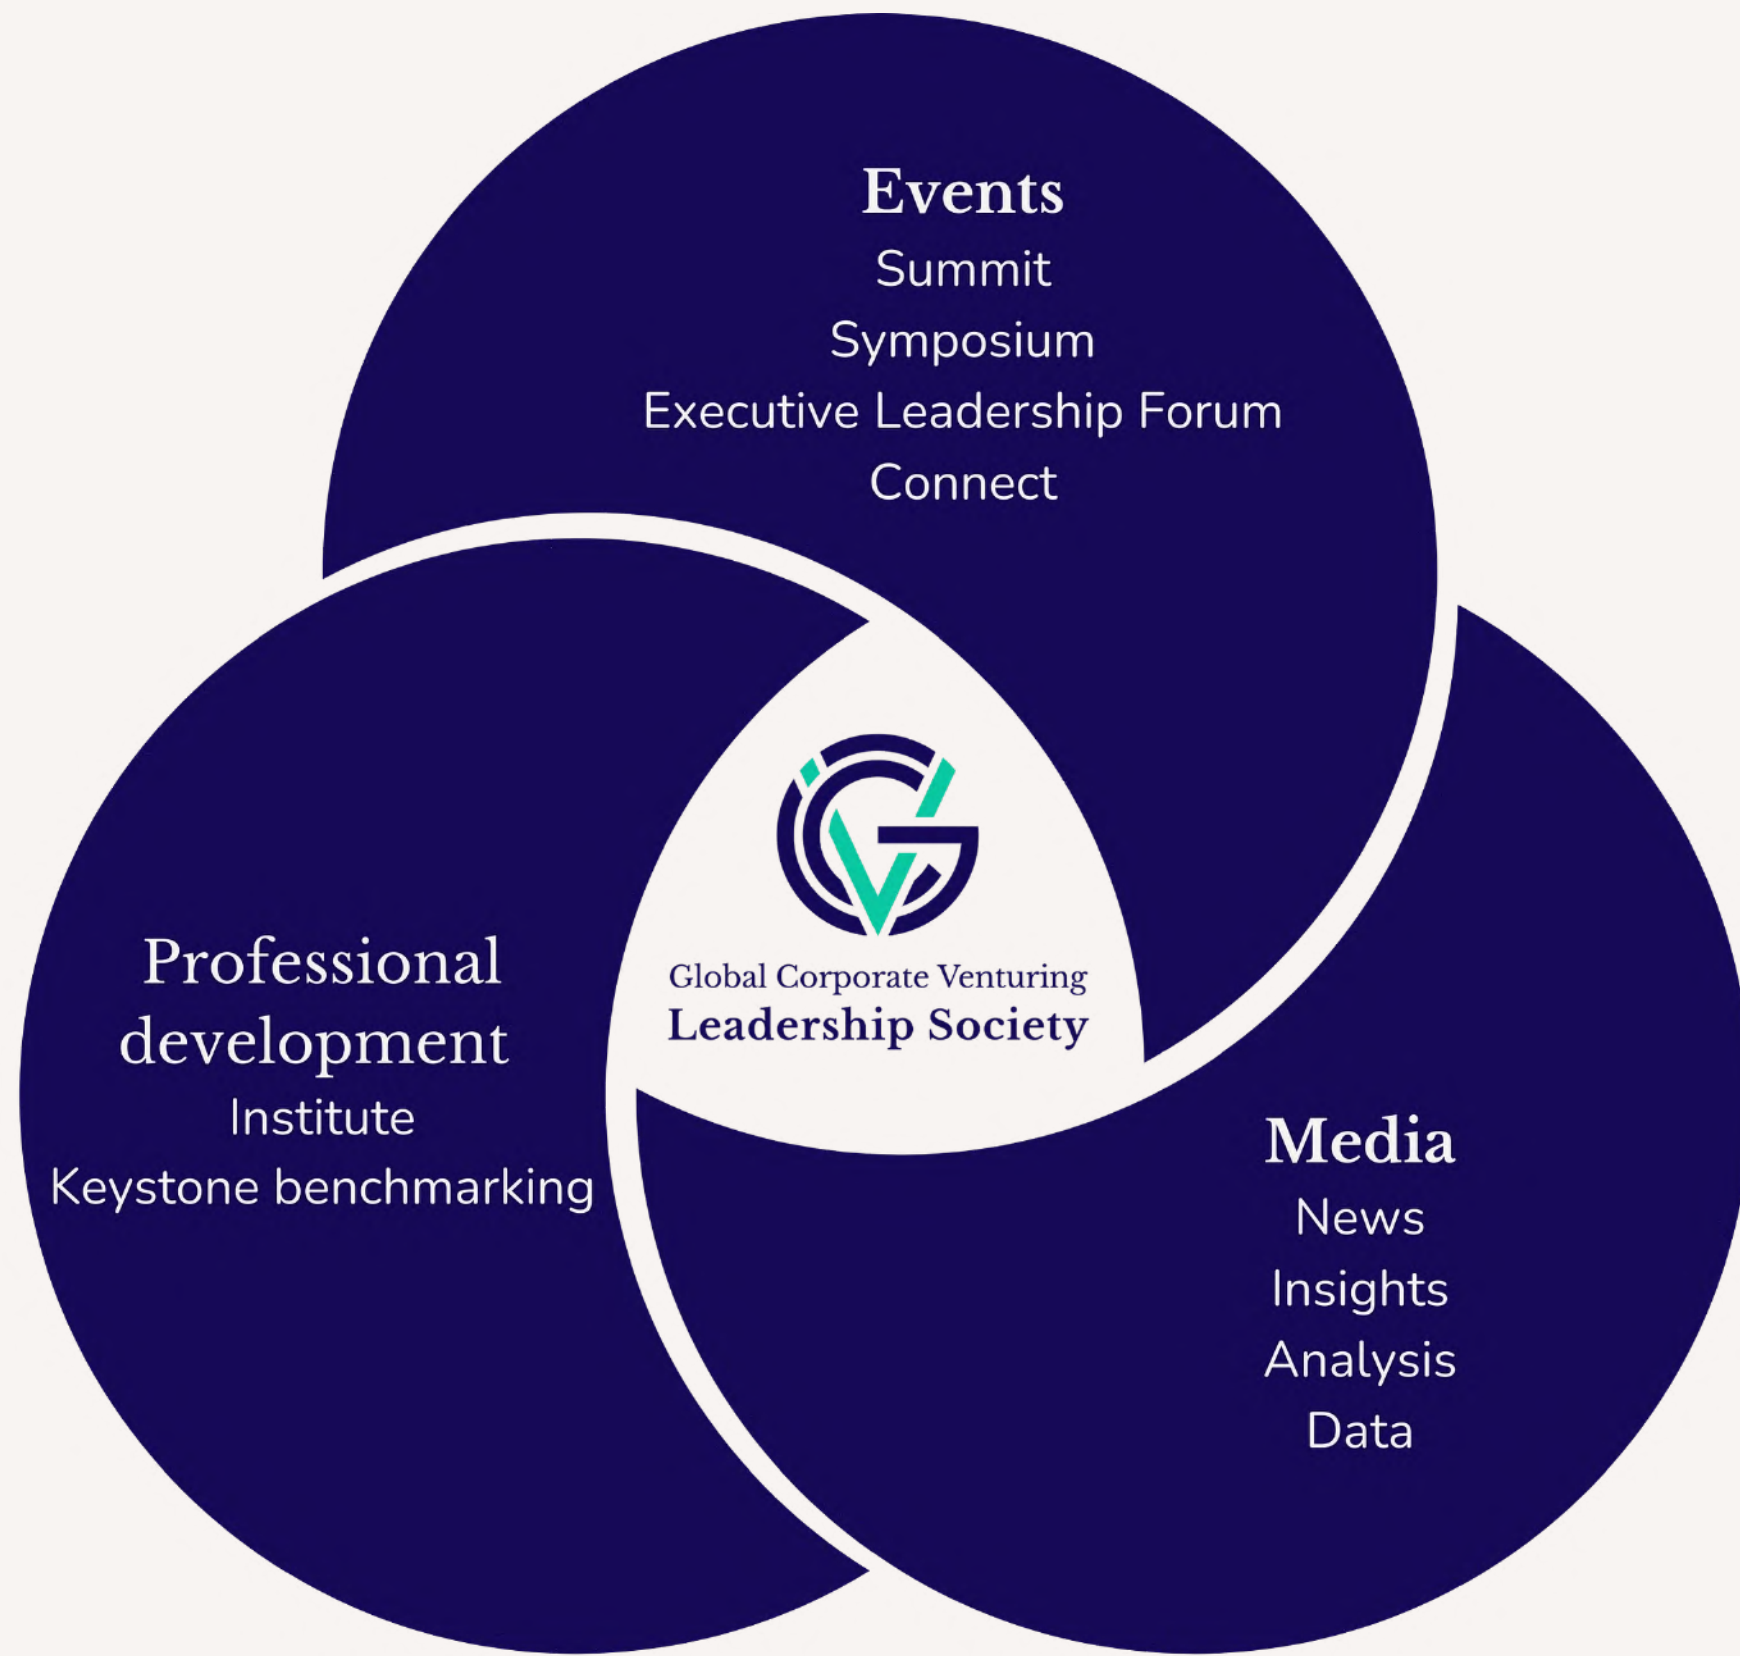 Events
Summit
Symposium
Executive Leadership Forum
Connect
GCV
Global Corporate Venturing
Leadership Society
Professional
development
Institute
Keystone benchmarking
Media
News
Insights
Analysis
Data